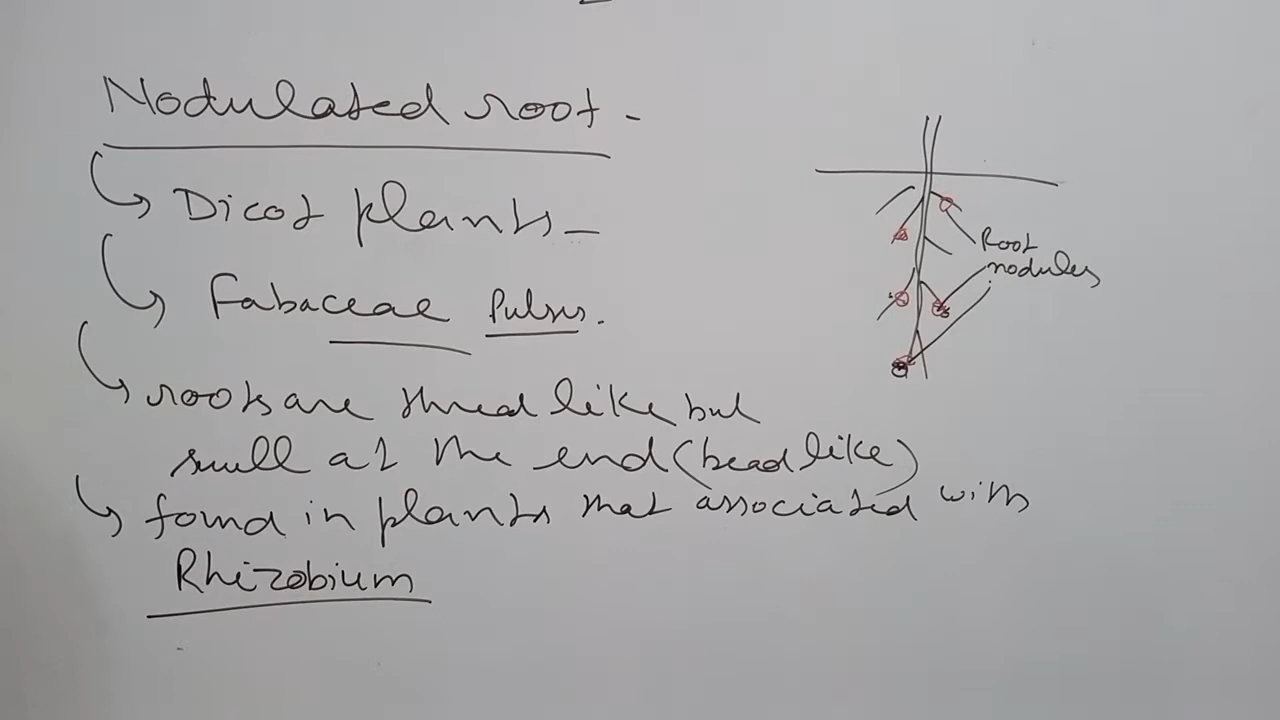 Nodulated root -
Dicot plants -
Fabaceae Pulses.
roots are thread like but
swell at the end (bead like)
found in plants that associated with
Rhizobium
Root
nodules